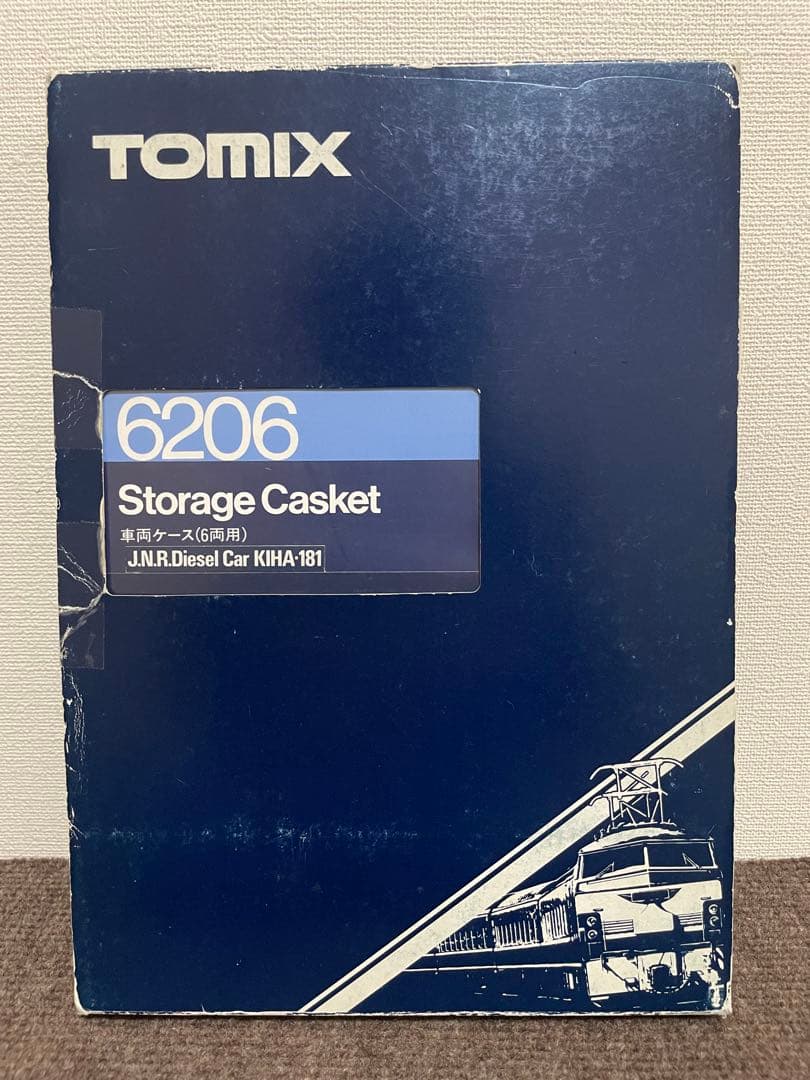 TOMIX
6206
Storage Casket
車両ケース(6両用)
J.N.R.Diesel Car KIHA-181